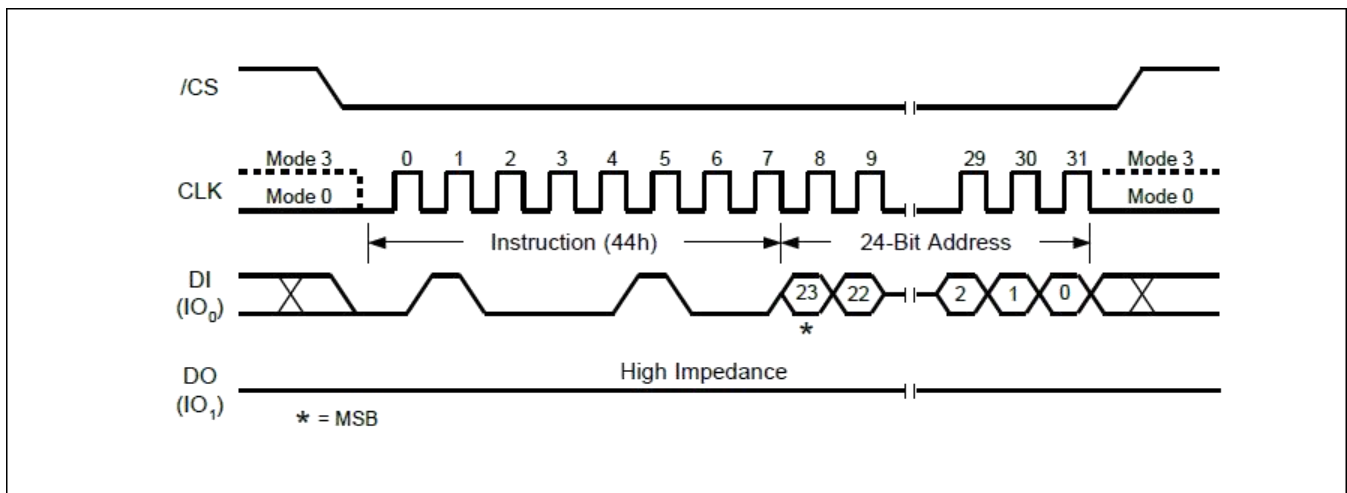 /CS
Mode 3 0 1 2 3 4 5 6 7 8 9 29 30 31 Mode 3
CLK Mode 0 Mode 0
Instruction (44h) 24-Bit Address
DI
(IO0) 23 22 2 1 0
*
High Impedance
DO
(IO1)
* = MSB